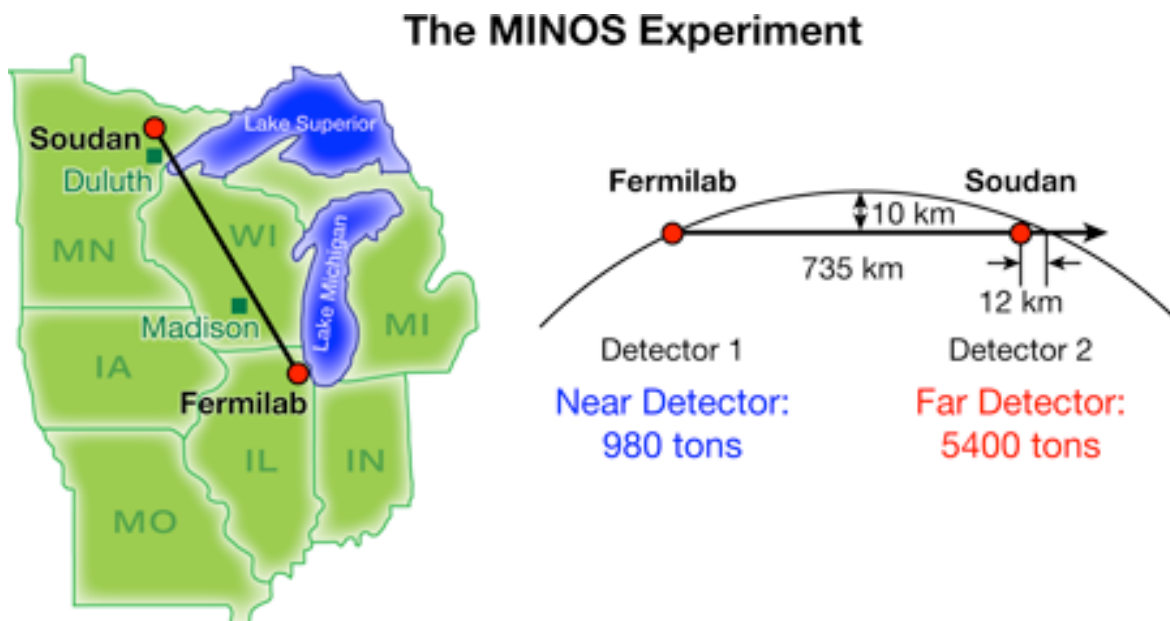 The MINOS Experiment
Lake Superior
Soudan
Duluth
MN
WI
Lake Michigan
Madison
MI
IA
Fermilab
IL
IN
MO
Fermilab
Soudan
10 km
735 km
12 km
Detector 1
Detector 2
Near Detector:
980 tons
Far Detector:
5400 tons